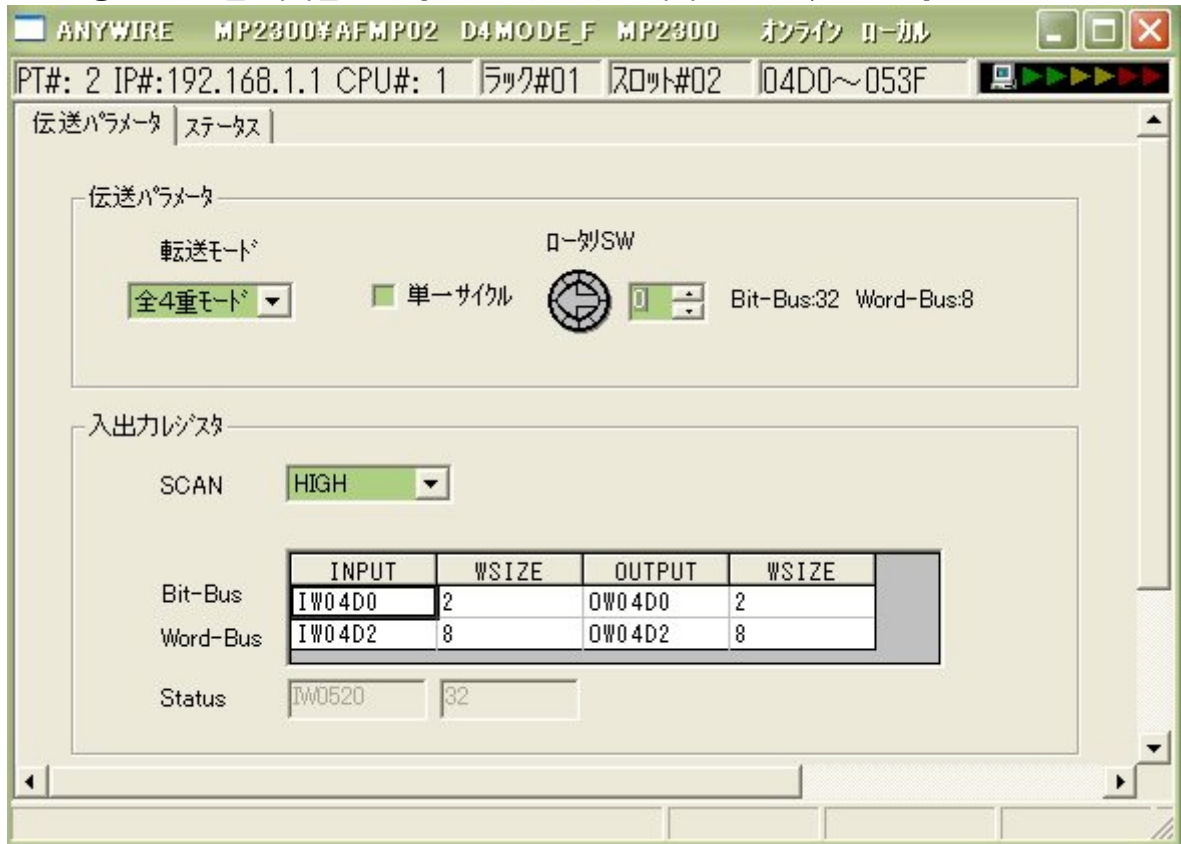 ANYWIRE MP2300¥AFMP02 D4MODE_F MP2300 オンライン ローカル
PT#: 2 IP#:192.168.1.1 CPU#: 1 ラック#01 スロット#02 04D0～053F
伝送パラメータ ステータス
伝送パラメータ
転送モード ロータリSW
全4重モード 単一サイクル 0 Bit-Bus:32 Word-Bus:8
入出力レジスタ
SCAN HIGH
INPUT WSIZE OUTPUT WSIZE
Bit-Bus IW04D0 2 OW04D0 2
Word-Bus IW04D2 8 OW04D2 8
Status IW0520 32